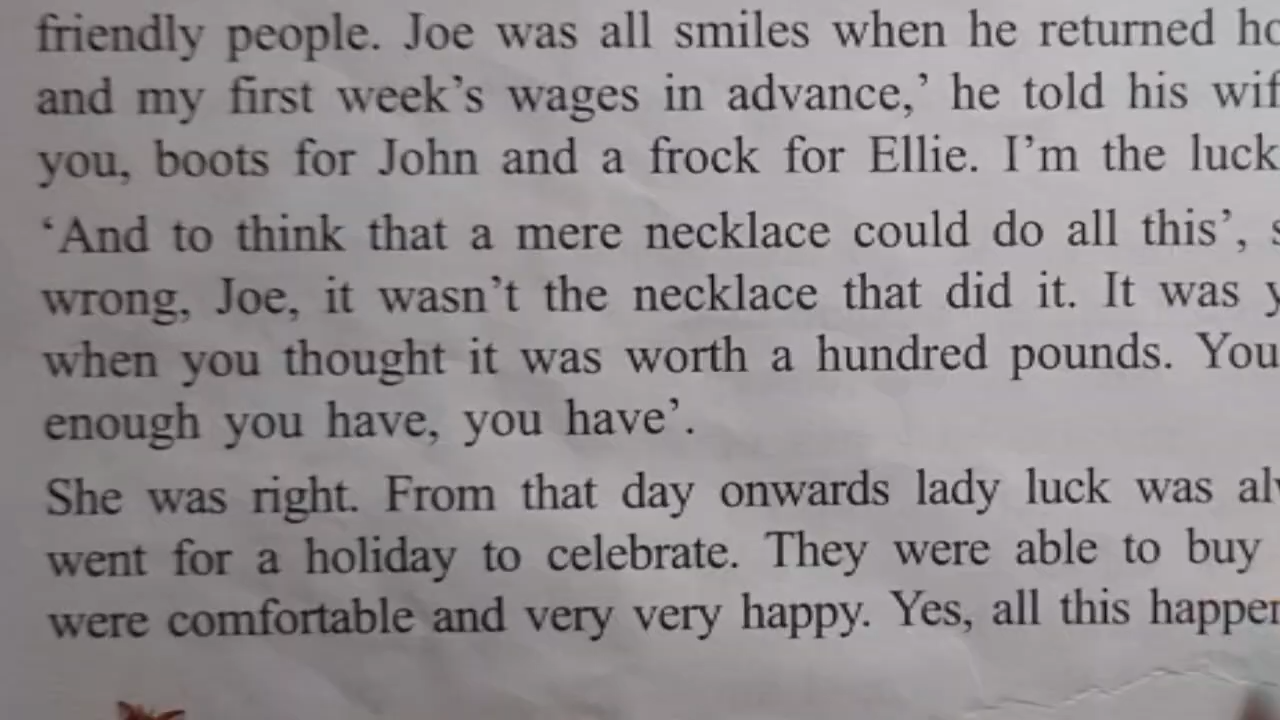 friendly people. Joe was all smiles when he returned
and my first week's wages in advance,' he told his
you, boots for John and a frock for Ellie. I'm the
'And to think that a mere necklace could do all this',
wrong, Joe, it wasn't the necklace that did it. It was
when you thought it was worth a hundred pounds. You
enough you have, you have'.
She was right. From that day onwards lady luck was
went for a holiday to celebrate. They were able to buy
were comfortable and very very happy. Yes, all this